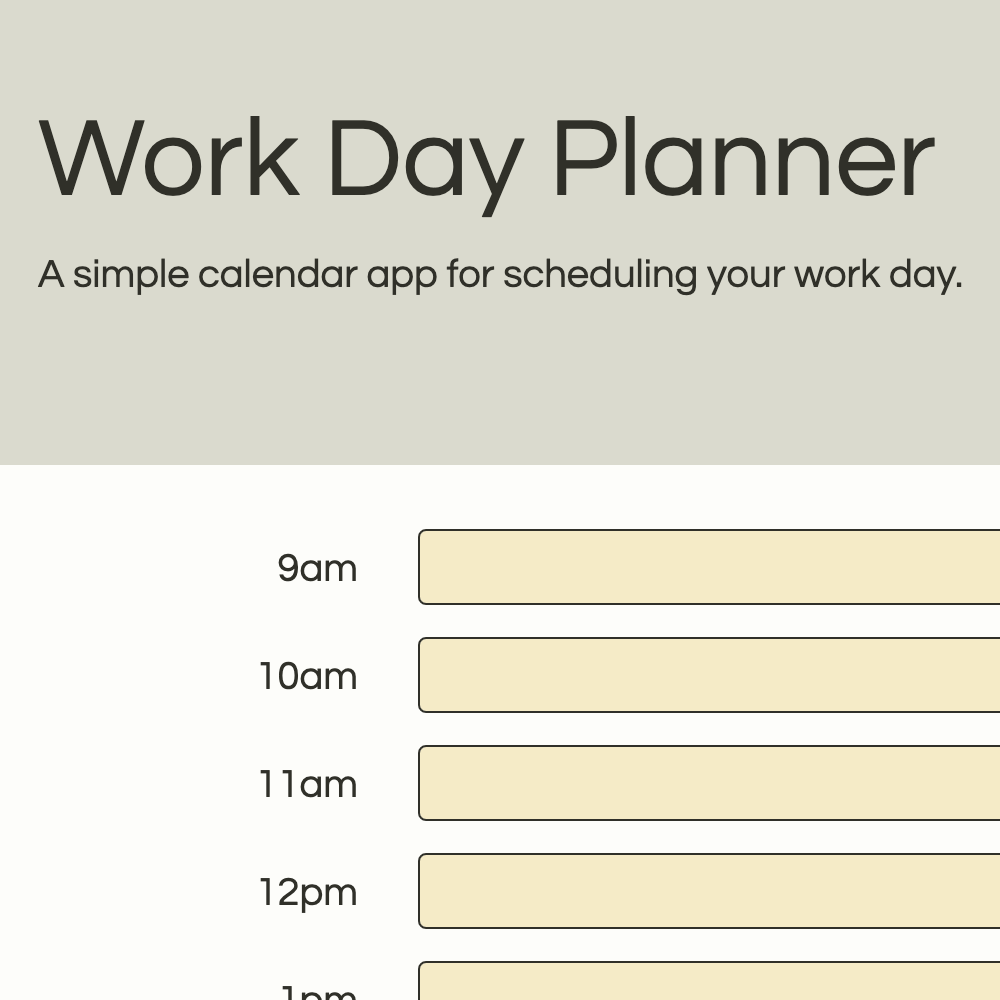 Work Day Planner
A simple calendar app for scheduling your work day.
9am
10am
11am
12pm
1pm